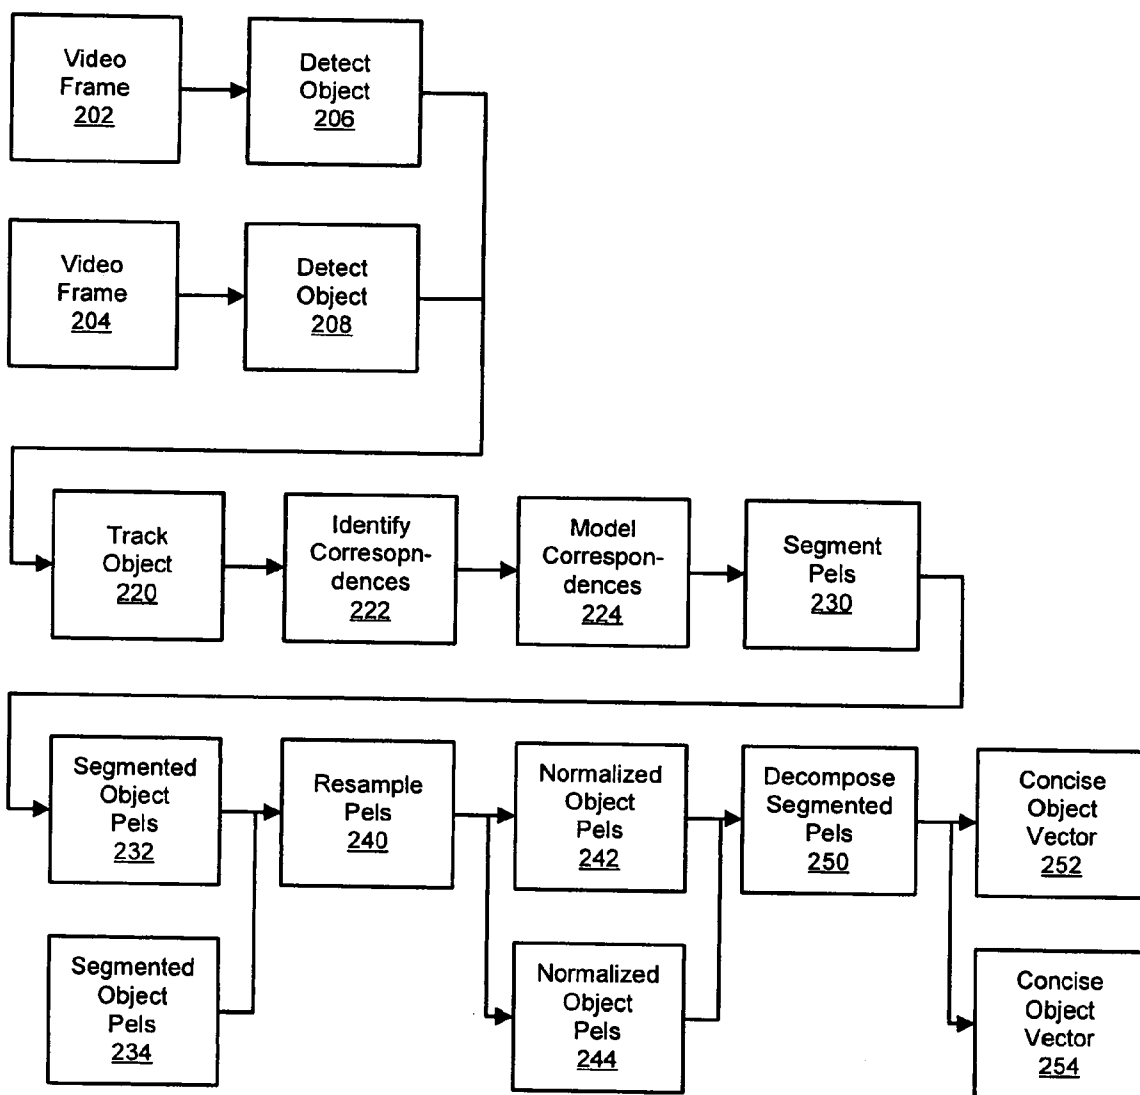 Video
Frame
202
Detect
Object
206
Video
Frame
204
Detect
Object
208
Track
Object
220
Identify
Corresopn-
dences
222
Model
Correspon-
dences
224
Segment
Pels
230
Segmented
Object
Pels
232
Resample
Pels
240
Normalized
Object
Pels
242
Decompose
Segmented
Pels
250
Concise
Object
Vector
252
Segmented
Object
Pels
234
Normalized
Object
Pels
244
Concise
Object
Vector
254